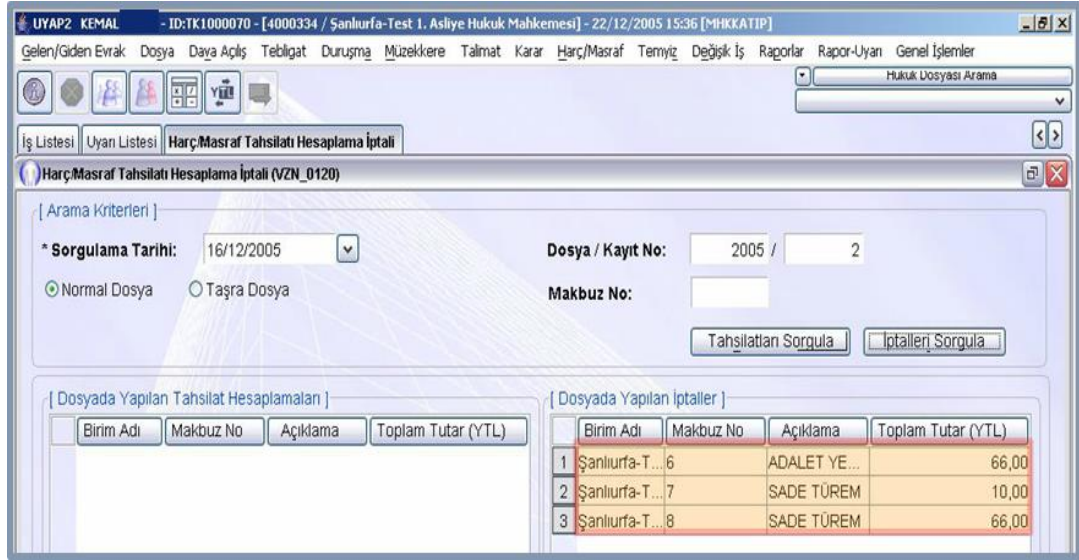 UYAP2 KEMAL - ID:TK1000070 - [4000334 / Şanlıurfa-Test 1. Asliye Hukuk Mahkemesi] - 22/12/2005 15:36 [MHKKATIP]
Gelen/Giden Evrak Dosya Dava Açılış Tebligat Duruşma Müzekkere Talimat Karar Harç/Masraf Temyiz Değişik İş Raporlar Rapor-Uyarı Genel İşlemler
Hukuk Dosyası Arama
İş Listesi Uyarı Listesi Harç/Masraf Tahsilatı Hesaplama İptali
Harç/Masraf Tahsilatı Hesaplama İptali (VZN_0120)
[ Arama Kriterleri ]
* Sorgulama Tarihi: 16/12/2005 Dosya / Kayıt No: 2005 / 2
Normal Dosya Taşra Dosya Makbuz No:
Tahsilatları Sorgula İptalleri Sorgula
[ Dosyada Yapılan Tahsilat Hesaplamaları ] [ Dosyada Yapılan İptaller ]
Birim Adı Makbuz No Açıklama Toplam Tutar (YTL) Birim Adı Makbuz No Açıklama Toplam Tutar (YTL)
1 Şanlıurfa-T... 6 ADALET YE... 66,00
2 Şanlıurfa-T... 7 SADE TÜREM 10,00
3 Şanlıurfa-T... 8 SADE TÜREM 66,00